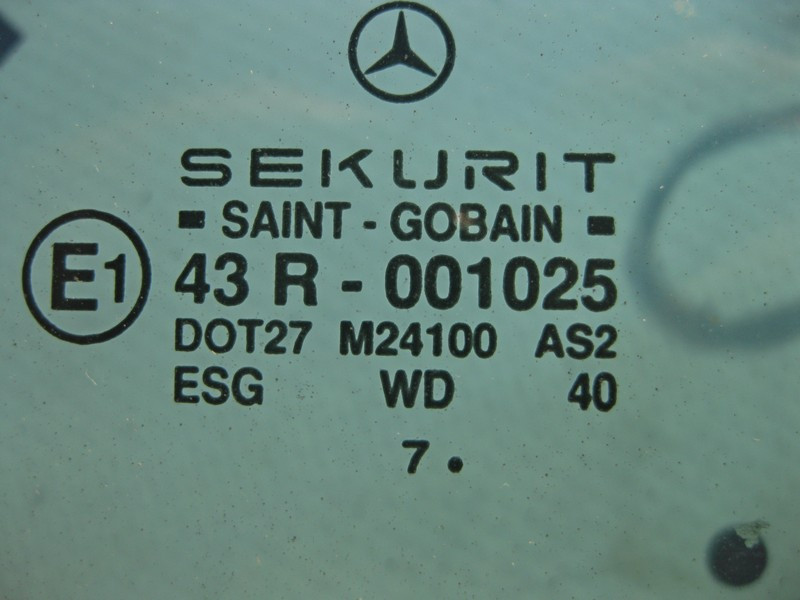 SEKURIT
SAINT - GOBAIN
E1 43 R - 001025
DOT27 M24100 AS2
ESG WD 40
7 .